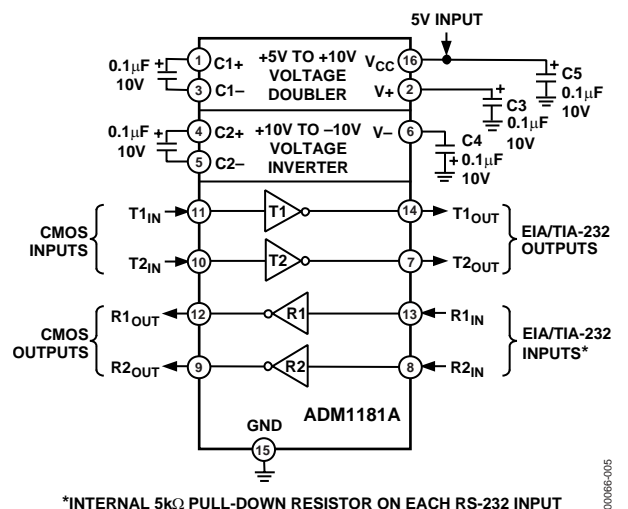 5V INPUT
0.1µF
10V
+
1
C1+
3
C1–
+5V TO +10V
VOLTAGE
DOUBLER
VCC
16
V+
2
+
C5
0.1µF
10V
+
C3
0.1µF
10V
0.1µF
10V
+
4
C2+
5
C2–
+10V TO –10V
VOLTAGE
INVERTER
V–
6
C4
+
0.1µF
10V
CMOS
INPUTS
T1IN
11
T1
14
T1OUT
T2IN
10
T2
7
T2OUT
EIA/TIA-232
OUTPUTS
CMOS
OUTPUTS
R1OUT
12
R1
13
R1IN
R2OUT
9
R2
8
R2IN
EIA/TIA-232
INPUTS*
GND
15
ADM1181A
*INTERNAL 5kΩ PULL-DOWN RESISTOR ON EACH RS-232 INPUT
00066-005